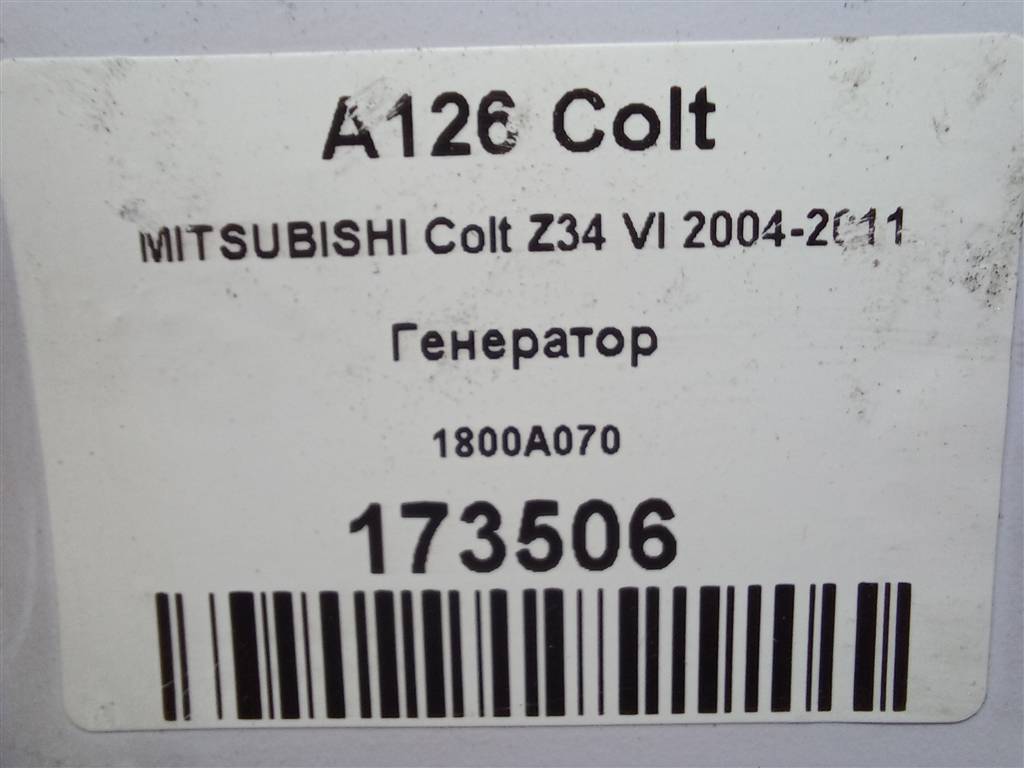 A126 Colt
MITSUBISHI Colt Z34 VI 2004-2011
Генератор
1800A070
173506